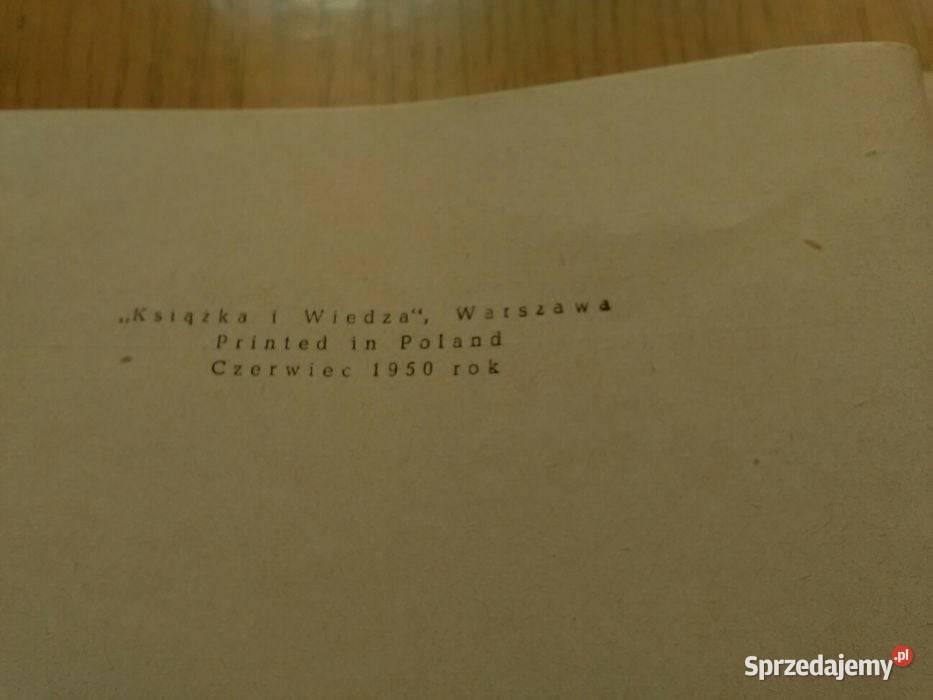 „Książka i Wiedza“, Warszawa
Printed in Poland
Czerwiec 1950 rok
Sprzedajemy.pl